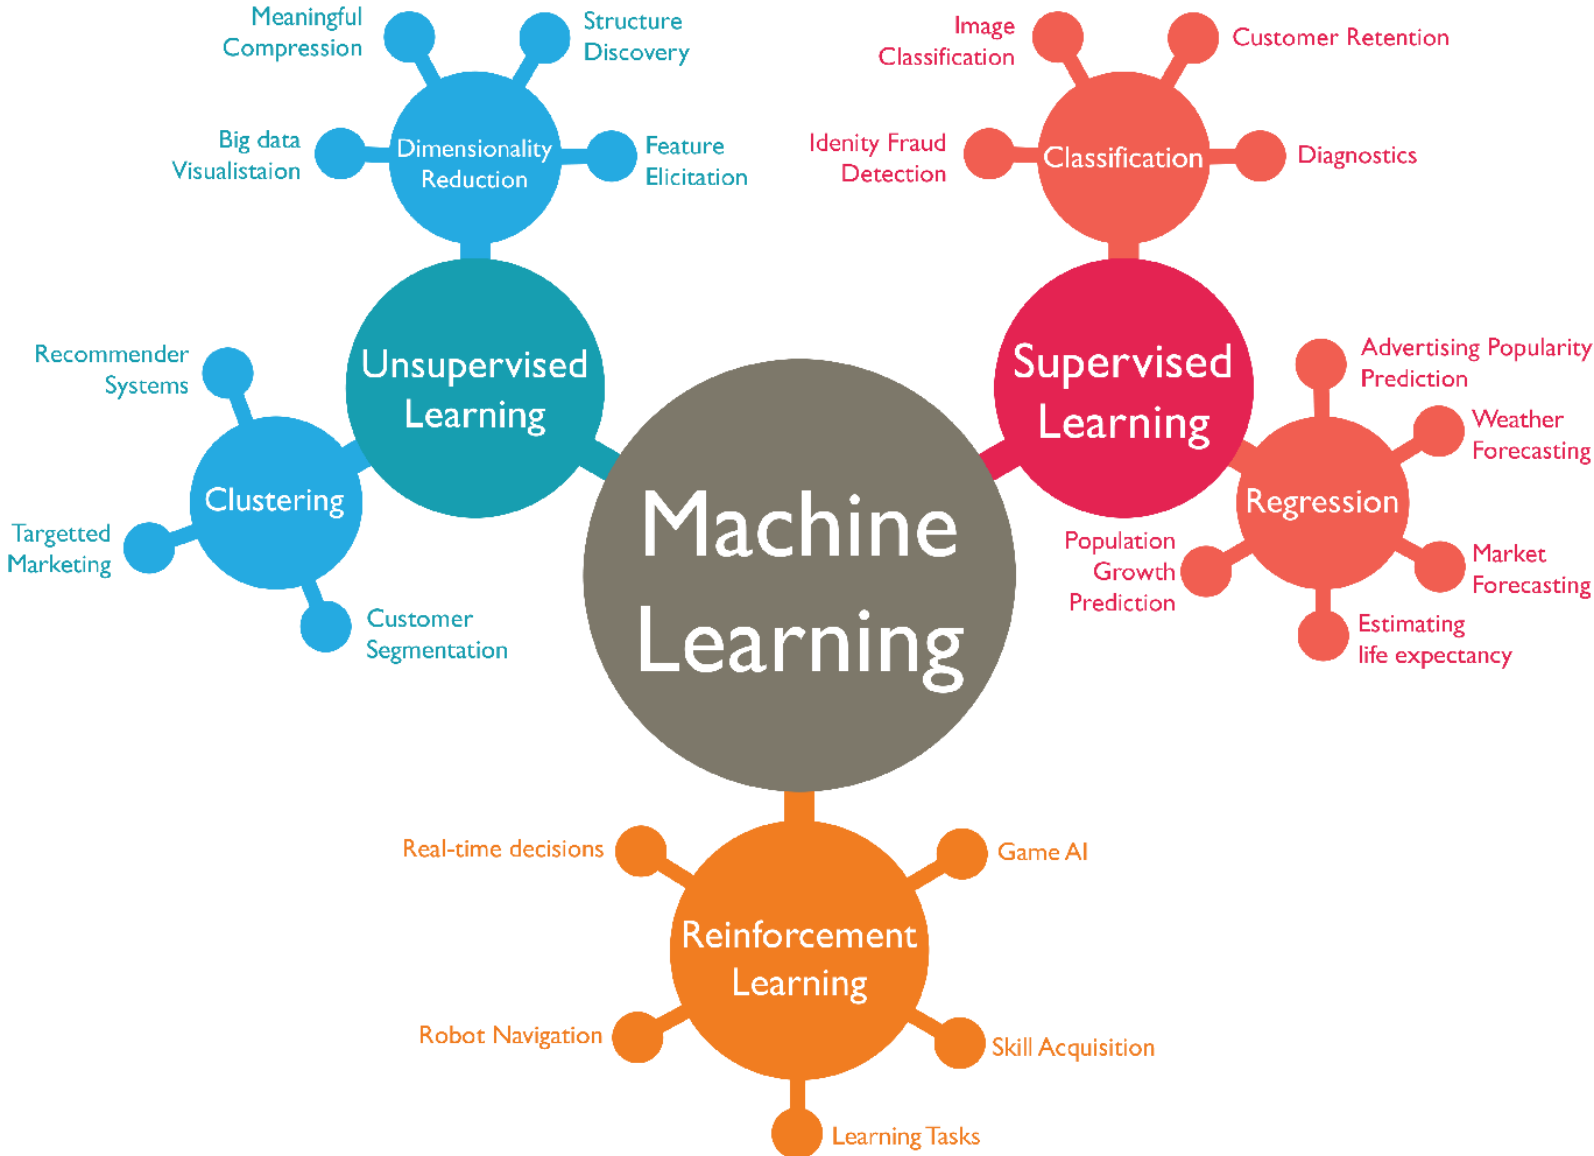 Meaningful
Compression
Structure
Discovery
Big data
Visualistaion
Dimensionality
Reduction
Feature
Elicitation
Image
Classification
Customer Retention
Idenity Fraud
Detection
Classification
Diagnostics
Unsupervised
Learning
Recommender
Systems
Clustering
Targetted
Marketing
Customer
Segmentation
Supervised
Learning
Advertising Popularity
Prediction
Weather
Forecasting
Regression
Population
Growth
Prediction
Market
Forecasting
Estimating
life expectancy
Machine
Learning
Real-time decisions
Game AI
Reinforcement
Learning
Robot Navigation
Skill Acquisition
Learning Tasks